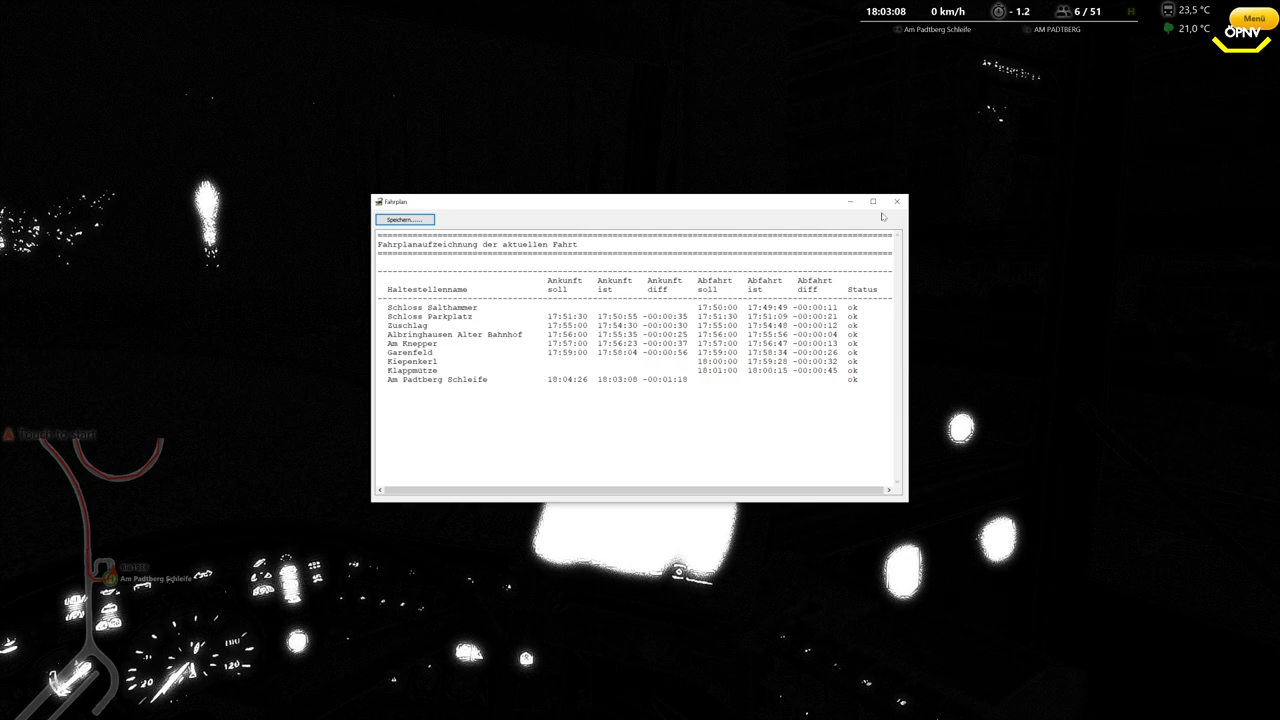 18:03:08 0 km/h - 1.2 6 / 51 H 23,5 °C
Menü
Am Padtberg Schleife AM PADTBERG 21,0 °C
ÖPNV
Fahrplan
Speichern......
Fahrplanaufzeichnung der aktuellen Fahrt
Ankunft Ankunft Ankunft Abfahrt Abfahrt Abfahrt
Haltestellenname soll ist diff soll ist diff Status
Schloss Salthammer 17:50:00 17:49:49 -00:00:11 ok
Schloss Parkplatz 17:51:30 17:50:55 -00:00:35 17:51:30 17:51:09 -00:00:21 ok
Zuschlag 17:55:00 17:54:30 -00:00:30 17:55:00 17:54:48 -00:00:12 ok
Albringhausen Alter Bahnhof 17:56:00 17:55:35 -00:00:25 17:56:00 17:55:56 -00:00:04 ok
Am Knepper 17:57:00 17:56:23 -00:00:37 17:57:00 17:56:47 -00:00:13 ok
Garenfeld 17:59:00 17:58:04 -00:00:56 17:59:00 17:58:34 -00:00:26 ok
Kiepenkerl 18:00:00 17:59:28 -00:00:32 ok
Klappmütze 18:01:00 18:00:15 -00:00:45 ok
Am Padtberg Schleife 18:04:26 18:03:08 -00:01:18 ok
Touch to start
Am Padtberg Schleife
20
120